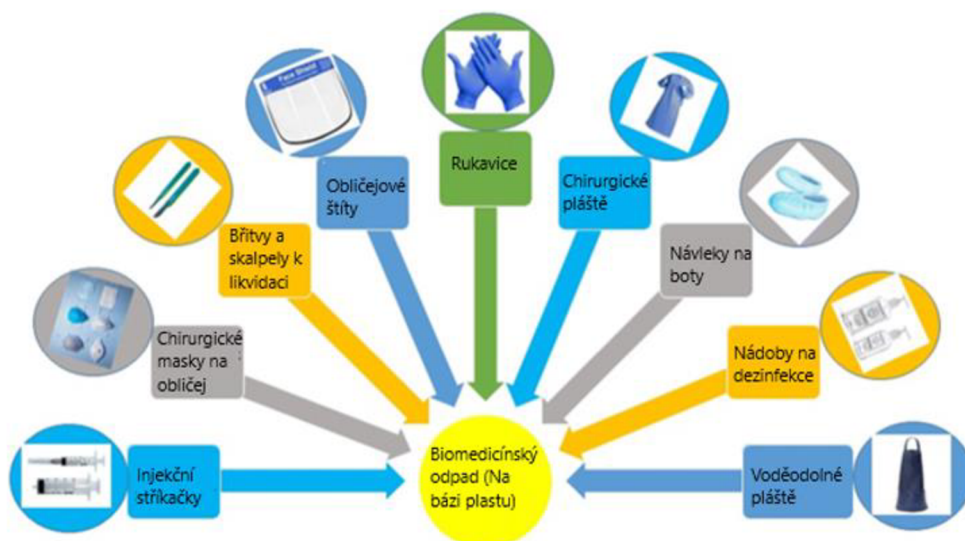 Face Shield
Rukavice
Obličejové
štíty
Chirurgické
pláště
Břitvy a
skalpely k
likvidaci
Návleky na
boty
Chirurgické
masky na
obličej
Nádoby na
dezinfekce
Injekční
stříkačky
Biomedicínský
odpad (Na
bázi plastu)
Voděodolné
pláště